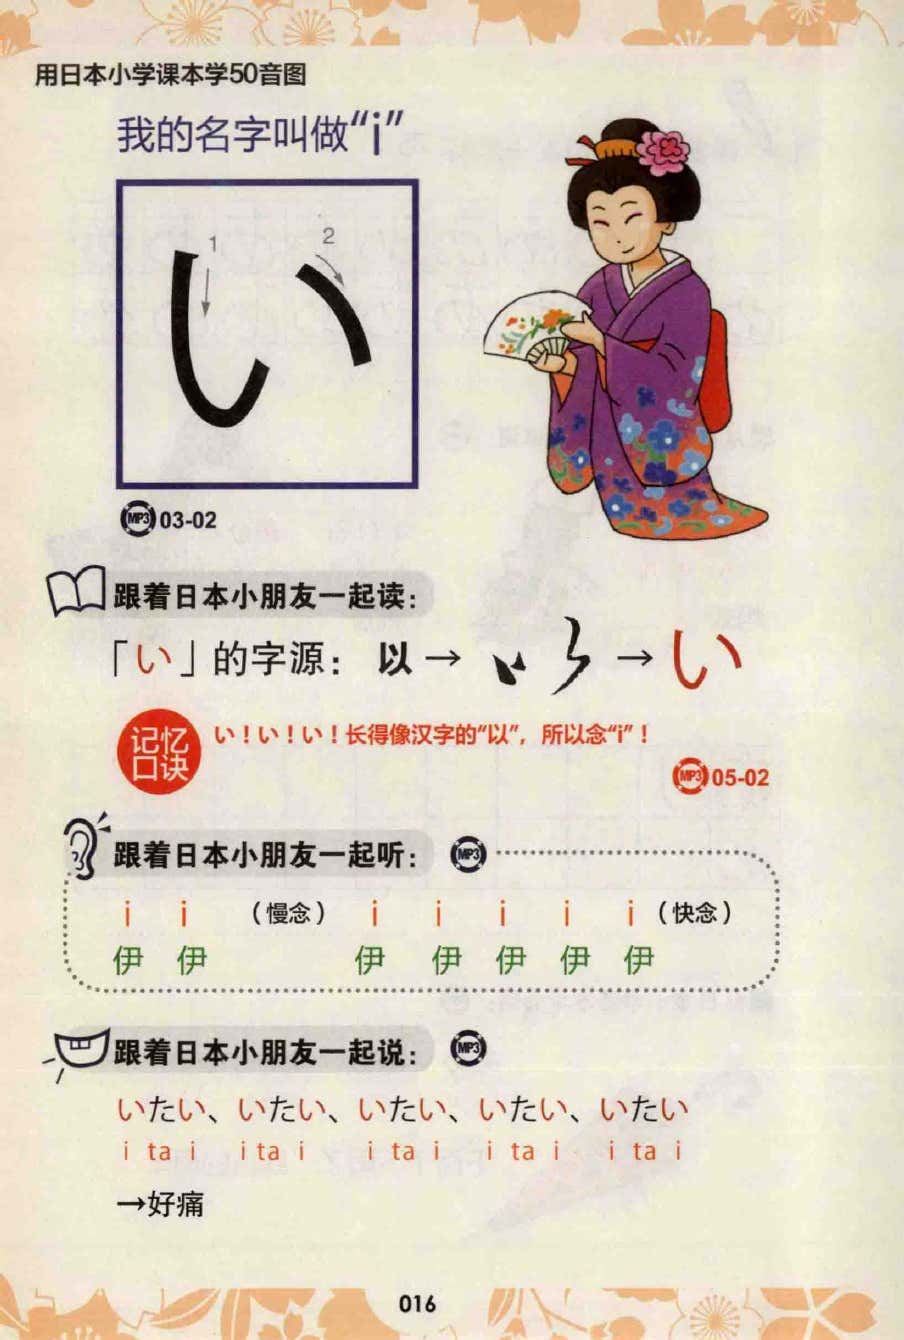 用日本小学课本学50音图
我的名字叫做“i”
1 2
い
MP3 03-02
跟着日本小朋友一起读：
「い」的字源： 以→ 以 →い
记忆
口诀
い！い！い！长得像汉字的“以”，所以念“i”！
MP3 05-02
跟着日本小朋友一起听： MP3
i i （慢念） i i i i i （快念）
伊 伊 伊 伊 伊 伊 伊
跟着日本小朋友一起说： MP3
いたい、いたい、いたい、いたい、いたい
i ta i i ta i i ta i i ta i i ta i
→好痛
016